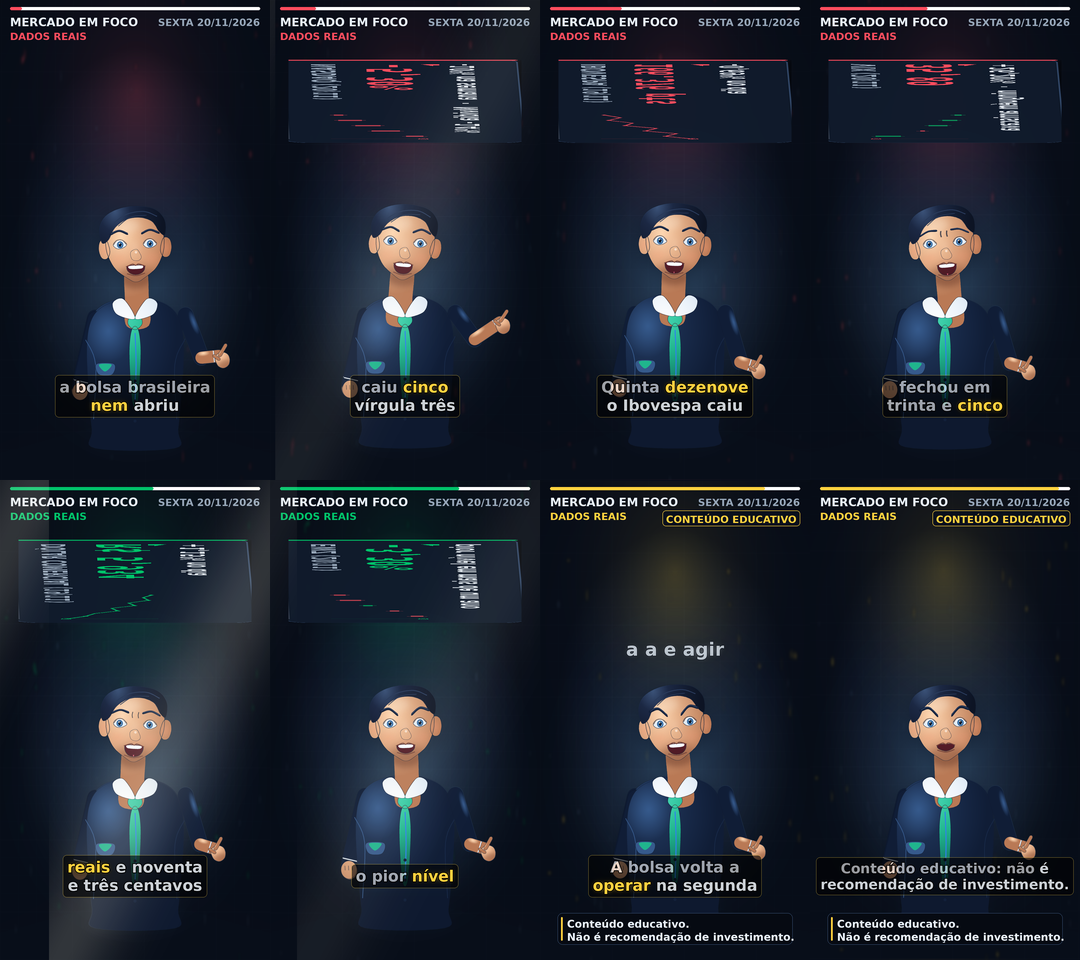 MERCADO EM FOCO
SEXTA 20/11/2026
DADOS REAIS
a bolsa brasileira
nem abriu
MERCADO EM FOCO
SEXTA 20/11/2026
DADOS REAIS
caiu cinco
vírgula três
MERCADO EM FOCO
SEXTA 20/11/2026
DADOS REAIS
Quinta dezenove
o Ibovespa caiu
MERCADO EM FOCO
SEXTA 20/11/2026
DADOS REAIS
fechou em
trinta e cinco
MERCADO EM FOCO
SEXTA 20/11/2026
DADOS REAIS
reais e noventa
e três centavos
MERCADO EM FOCO
SEXTA 20/11/2026
DADOS REAIS
o pior nível
MERCADO EM FOCO
SEXTA 20/11/2026
DADOS REAIS
CONTEÚDO EDUCATIVO
a a e agir
A bolsa volta a
operar na segunda
Conteúdo educativo.
Não é recomendação de investimento.
MERCADO EM FOCO
SEXTA 20/11/2026
DADOS REAIS
CONTEÚDO EDUCATIVO
Conteúdo educativo: não é
recomendação de investimento.
Conteúdo educativo.
Não é recomendação de investimento.